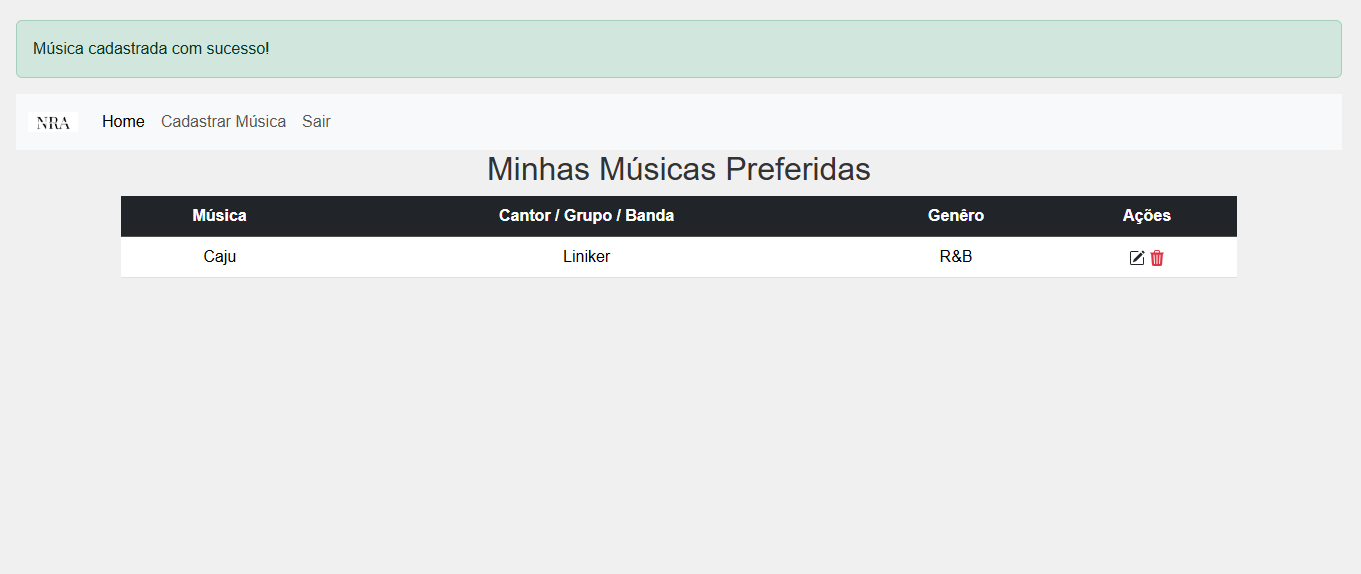 Música cadastrada com sucesso!
NRA Home Cadastrar Música Sair
Minhas Músicas Preferidas
Música Cantor / Grupo / Banda Genêro Ações
Caju Liniker R&B